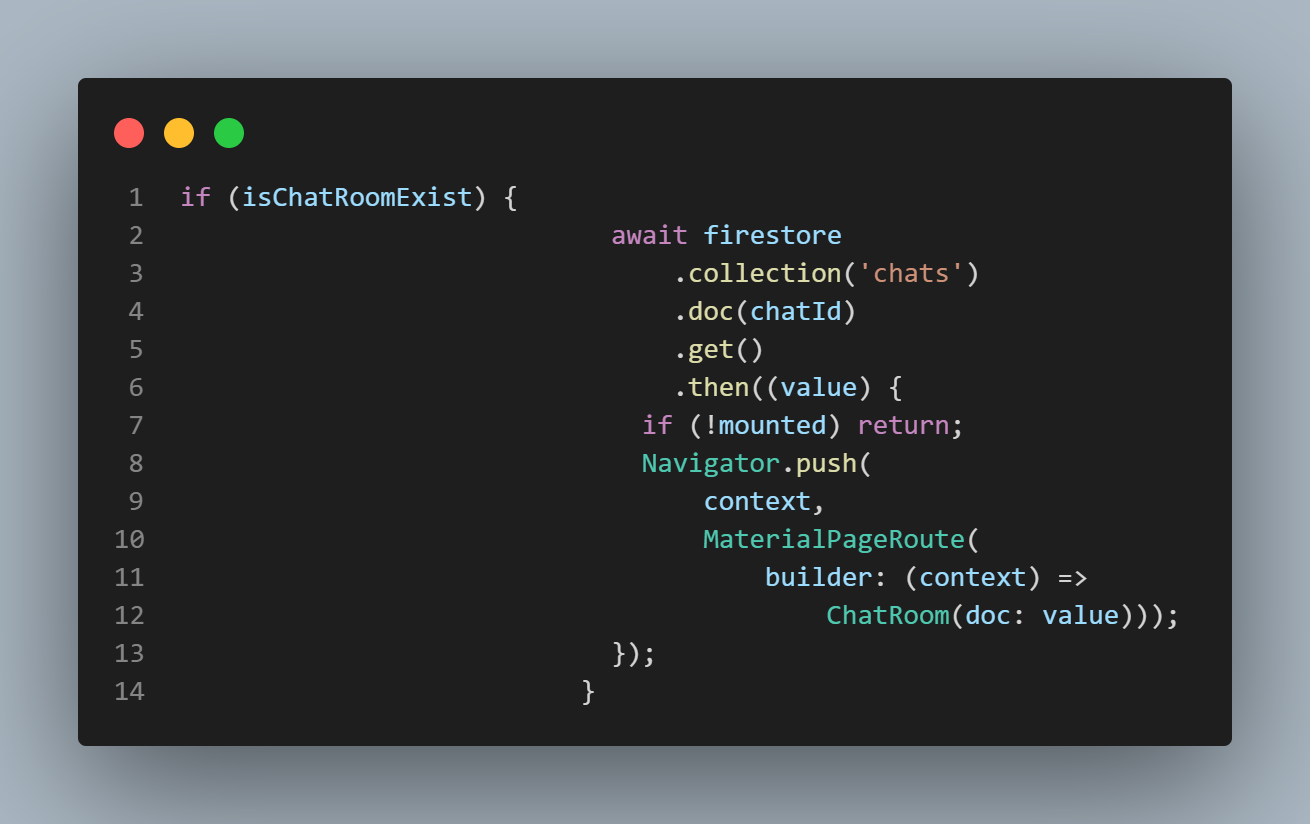 1 if (isChatRoomExist) {
2                             await firestore
3                                 .collection('chats')
4                                 .doc(chatId)
5                                 .get()
6                                 .then((value) {
7                               if (!mounted) return;
8                               Navigator.push(
9                                   context,
10                                   MaterialPageRoute(
11                                       builder: (context) =>
12                                           ChatRoom(doc: value)));
13                             });
14                           }